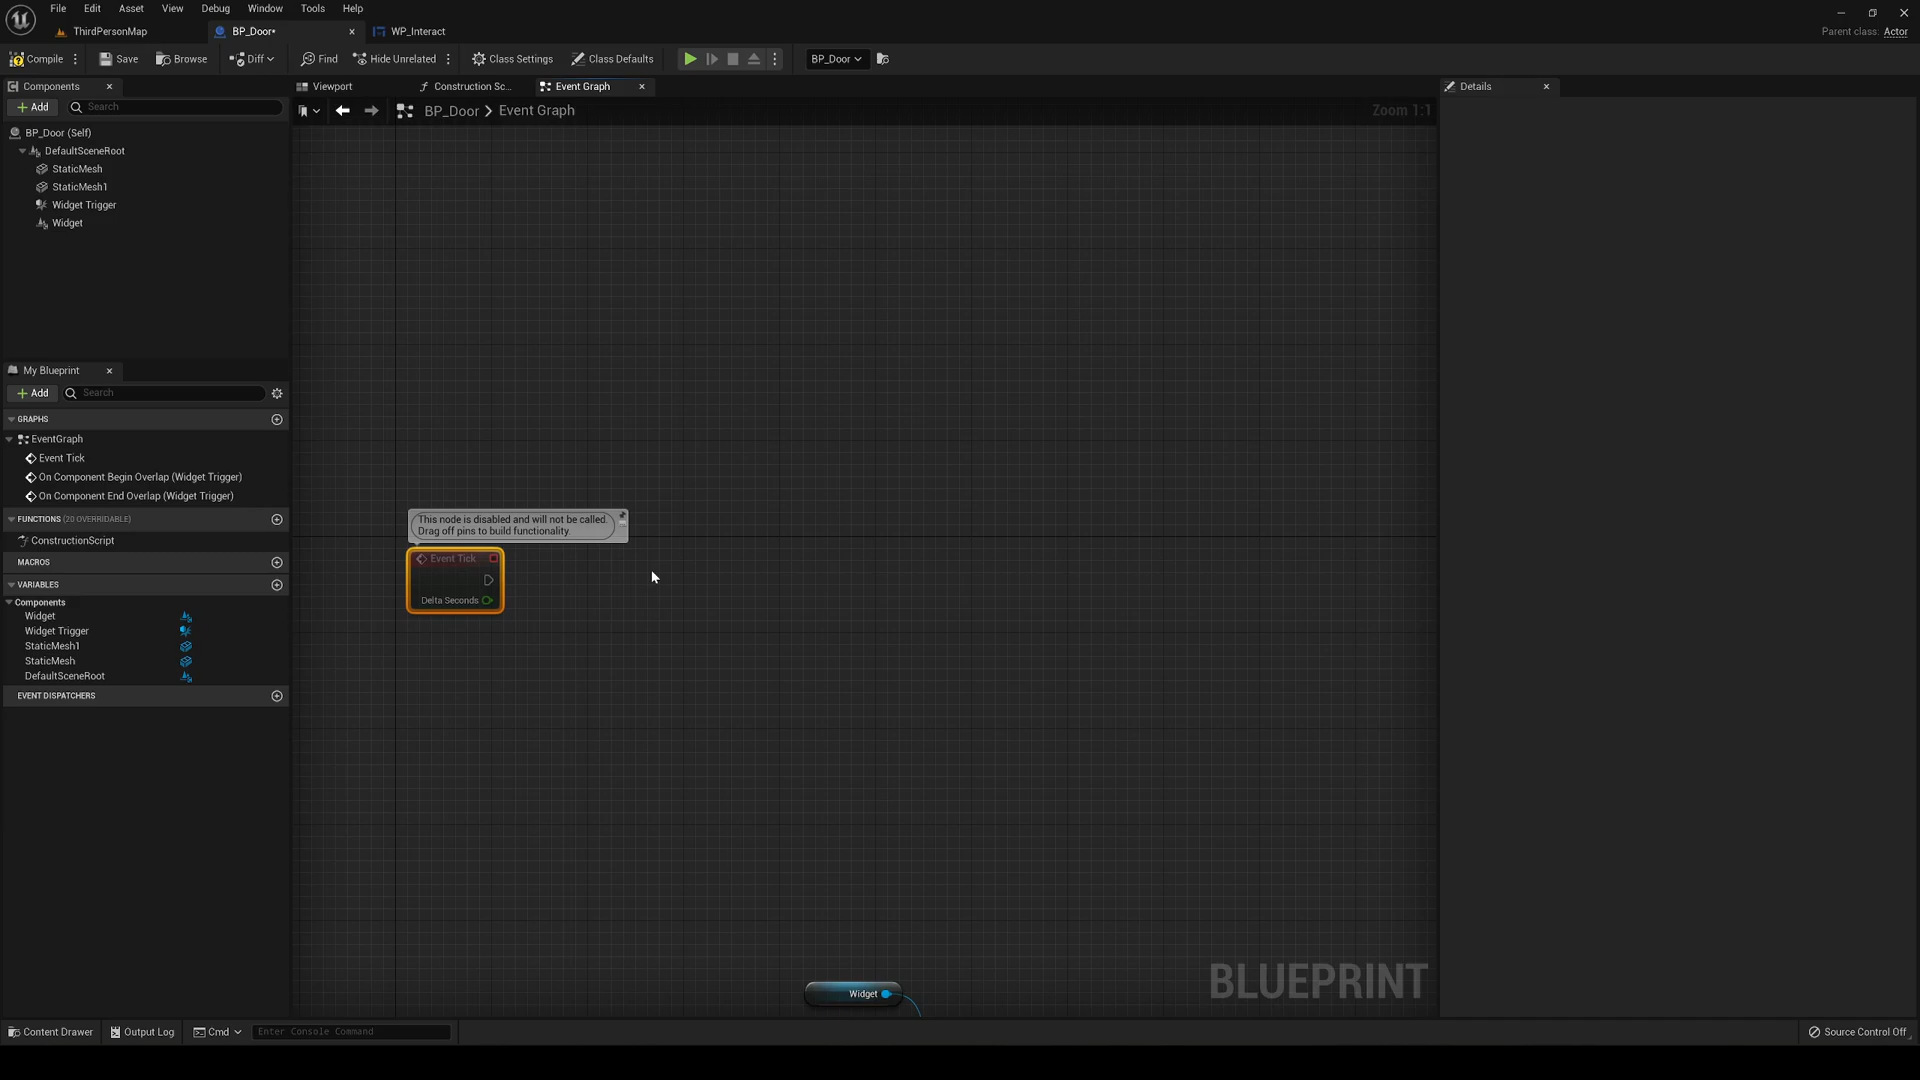 File Edit Asset View Debug Window Tools Help
ThirdPersonMap BP_Door* × WP_Interact
Parent class: Actor
Compile Save Browse Diff Find Hide Unrelated Class Settings Class Defaults BP_Door
Components ×
+ Add Search
BP_Door (Self)
DefaultSceneRoot
StaticMesh
StaticMesh1
Widget Trigger
Widget
My Blueprint ×
+ Add Search
GRAPHS
EventGraph
Event Tick
On Component Begin Overlap (Widget Trigger)
On Component End Overlap (Widget Trigger)
FUNCTIONS (20 OVERRIDABLE)
ConstructionScript
MACROS
VARIABLES
Components
Widget
Widget Trigger
StaticMesh1
StaticMesh
DefaultSceneRoot
EVENT DISPATCHERS
Viewport Construction Sc... Event Graph ×
BP_Door > Event Graph
Zoom 1:1
This node is disabled and will not be called.
Drag off pins to build functionality.
Event Tick
Delta Seconds
Widget
BLUEPRINT
Details ×
Content Drawer Output Log Cmd Enter Console Command Source Control Off